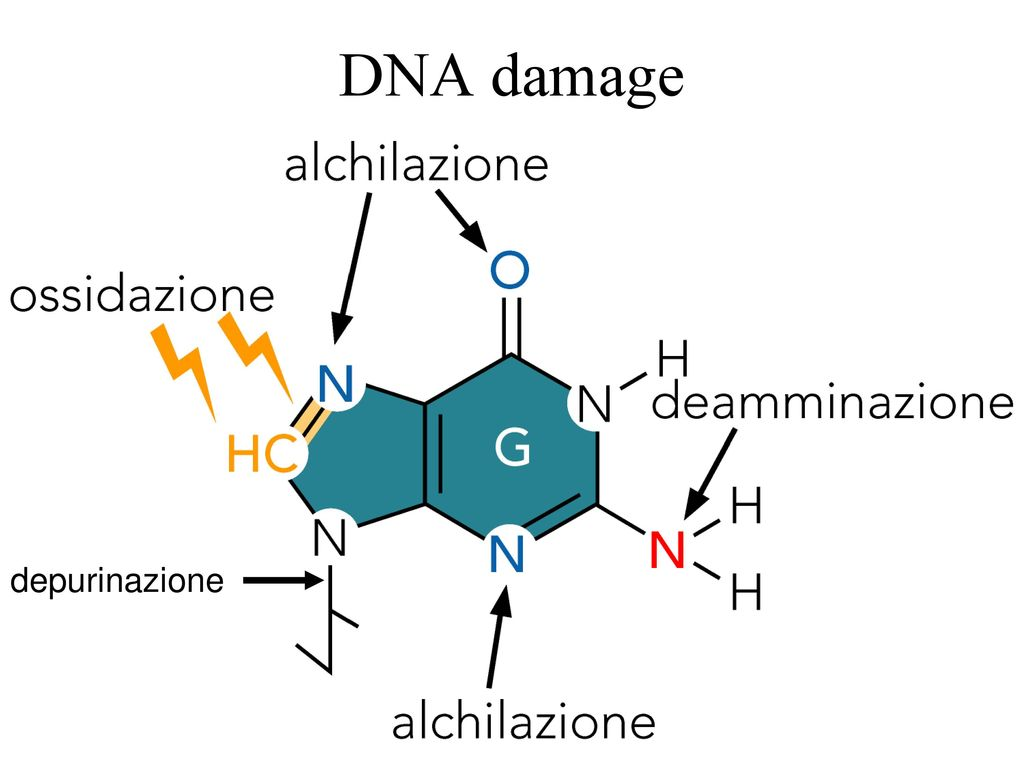 DNA damage
alchilazione
O
ossidazione
H
N
N
deamminazione
G
HC
H
N
N
N
depurinazione
H
alchilazione